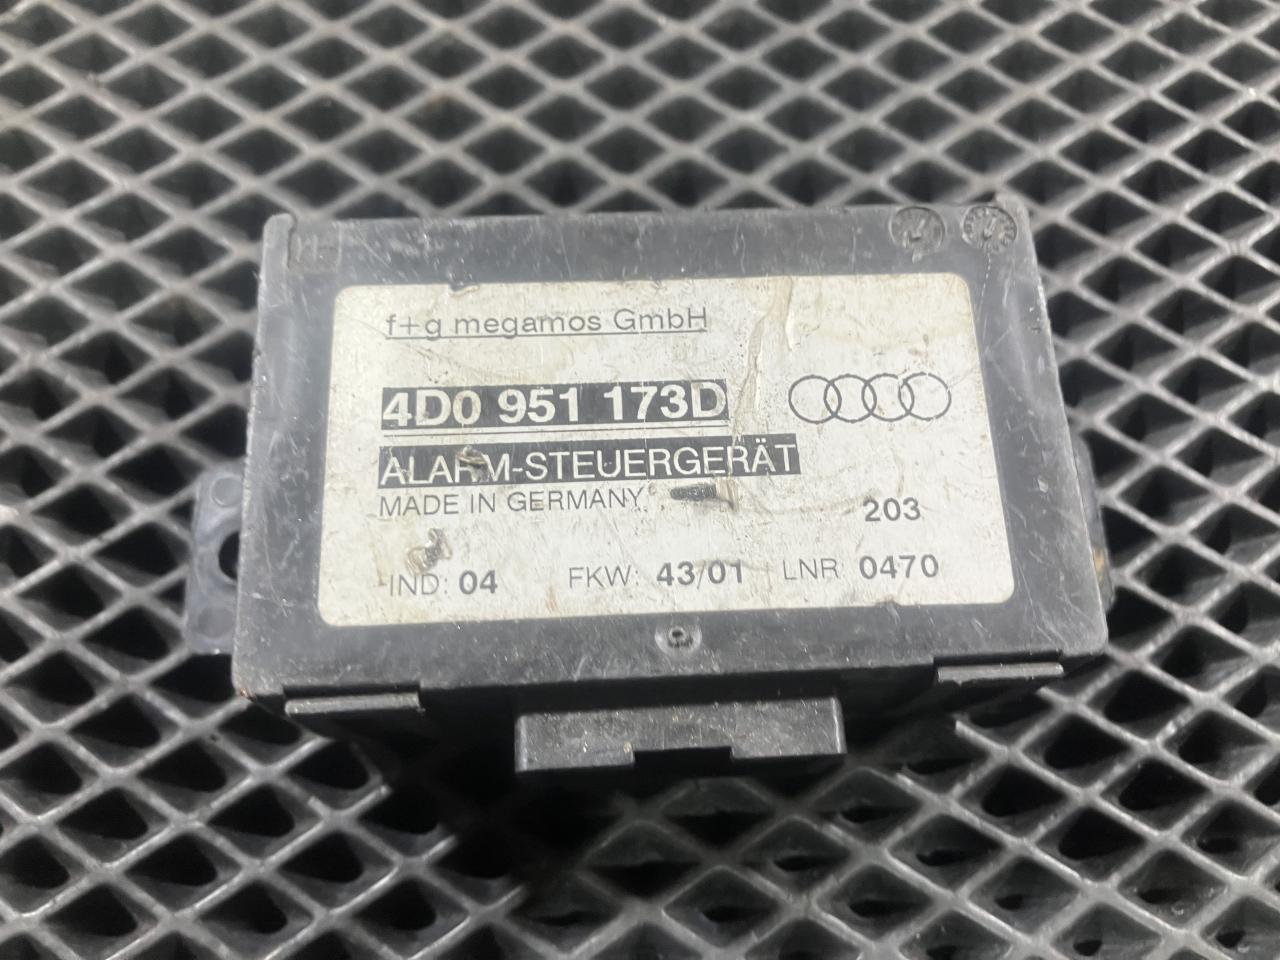 f+g megamos GmbH
4D0 951 173D
ALARM-STEUERGERÄT
MADE IN GERMANY
203
IND: 04 FKW: 43/01 LNR 0470